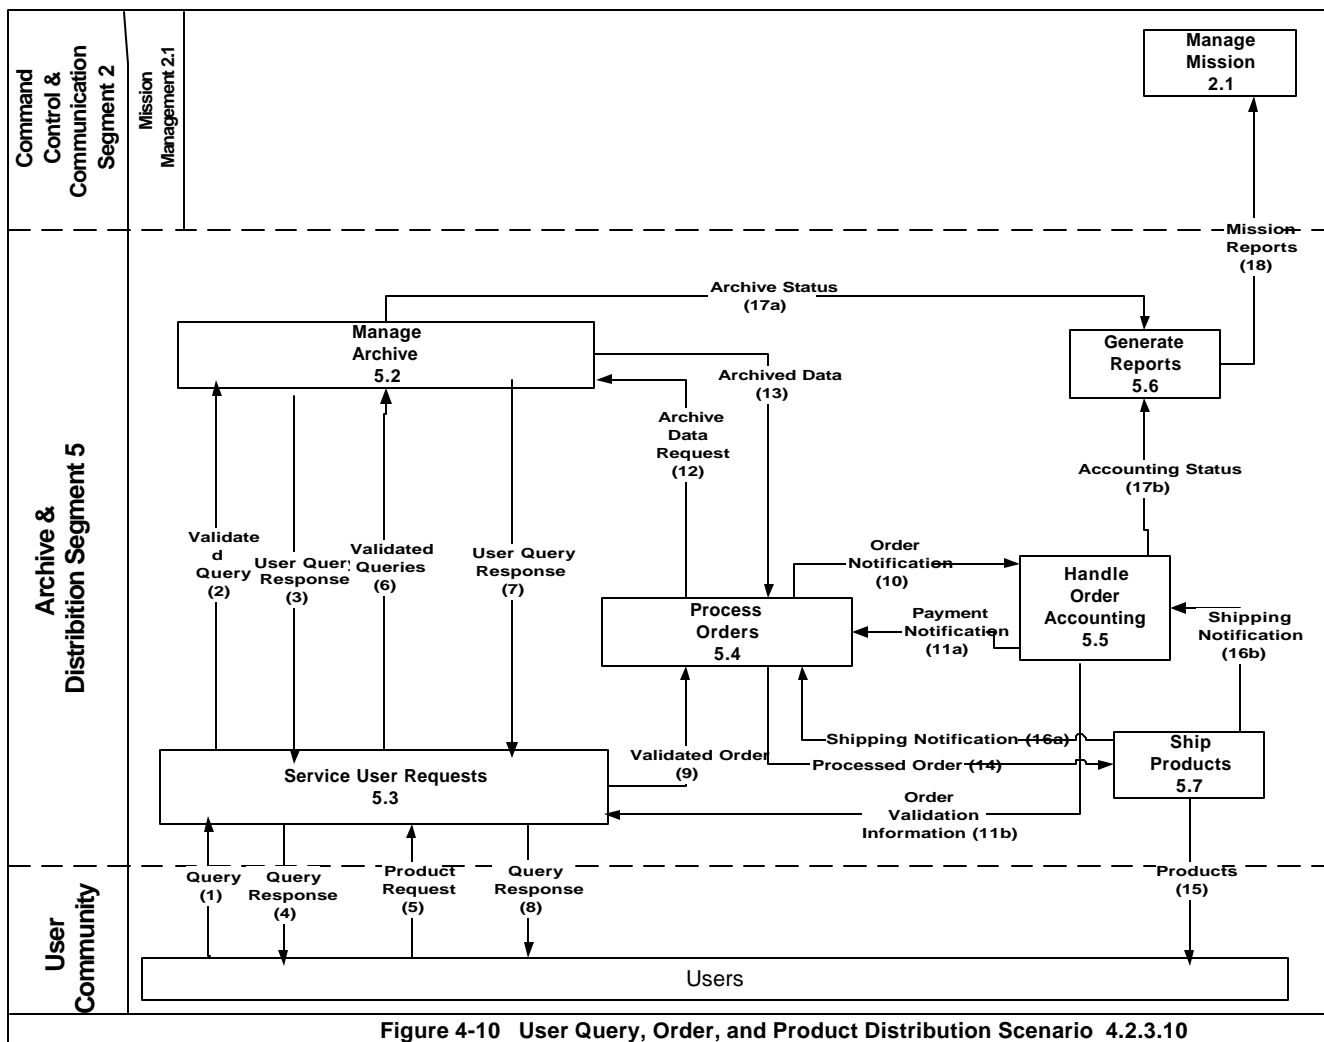 Command
Control &
Communication
Segment 2
Mission
Management 2.1
Manage
Mission
2.1
Mission
Reports
(18)
Archive &
Distribition Segment 5
Archive Status
(17a)
Manage
Archive
5.2
Generate
Reports
5.6
Archived Data
(13)
Archive
Data
Request
(12)
Accounting Status
(17b)
Validate
d
Query
(2)
User Query
Response
(3)
Validated
Queries
(6)
User Query
Response
(7)
Order
Notification
(10)
Handle
Order
Accounting
5.5
Process
Orders
5.4
Payment
Notification
(11a)
Shipping
Notification
(16b)
Shipping Notification (16a)
Ship
Products
5.7
Validated Order
(9)
Processed Order (14)
Service User Requests
5.3
Order
Validation
Information (11b)
User
Community
Query
(1)
Query
Response
(4)
Product
Request
(5)
Query
Response
(8)
Products
(15)
Users
Figure 4-10 User Query, Order, and Product Distribution Scenario 4.2.3.10